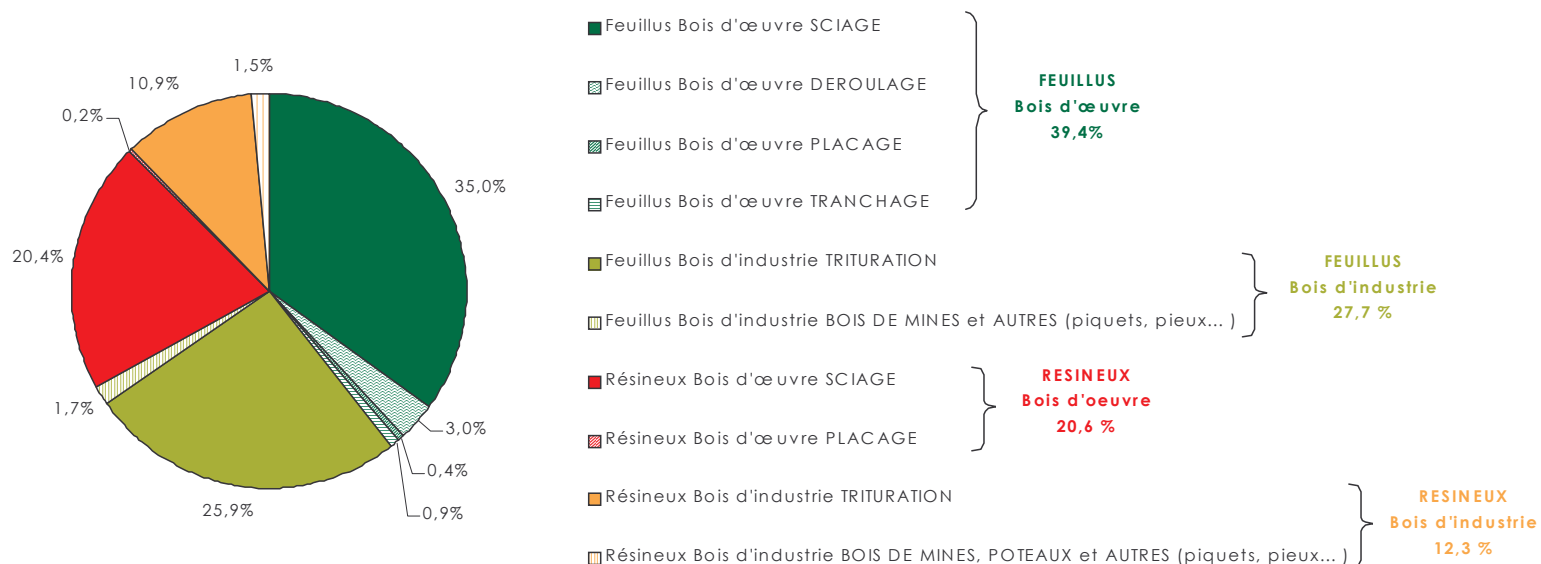 1,5%
10,9%
0,2%
35,0%
20,4%
1,7%
3,0%
0,4%
0,9%
25,9%
Feuillus Bois d'œuvre SCIAGE
Feuillus Bois d'œuvre DEROULAGE
Feuillus Bois d'œuvre PLACAGE
Feuillus Bois d'œuvre TRANCHAGE
FEUILLUS
Bois d'œuvre
39,4%
Feuillus Bois d'industrie TRITURATION
Feuillus Bois d'industrie BOIS DE MINES et AUTRES (piquets, pieux... )
FEUILLUS
Bois d'industrie
27,7 %
Résineux Bois d'œuvre SCIAGE
Résineux Bois d'œuvre PLACAGE
RESINEUX
Bois d'oeuvre
20,6 %
Résineux Bois d'industrie TRITURATION
Résineux Bois d'industrie BOIS DE MINES, POTEAUX et AUTRES (piquets, pieux... )
RESINEUX
Bois d'industrie
12,3 %